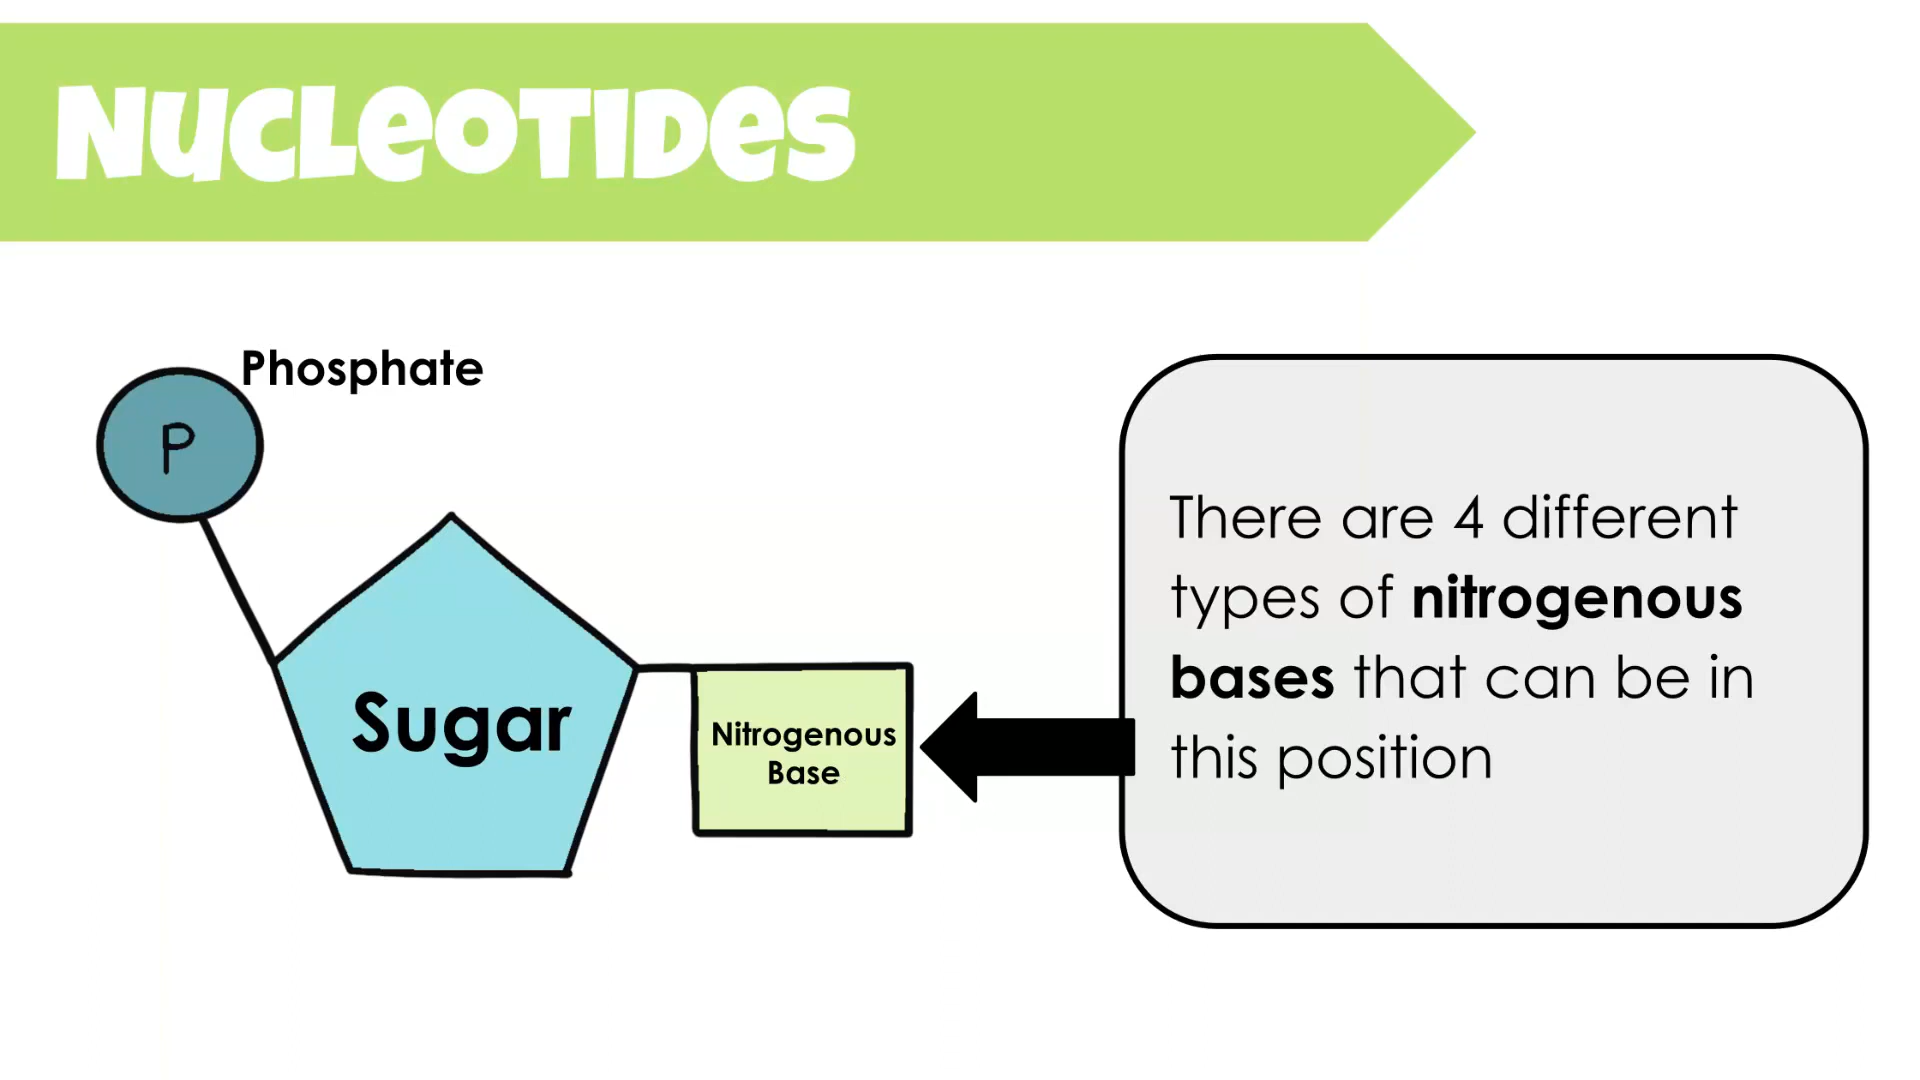 NUCLeOTIDeS
Phosphate
P
Sugar
Nitrogenous
Base
There are 4 different
types of nitrogenous
bases that can be in
this position